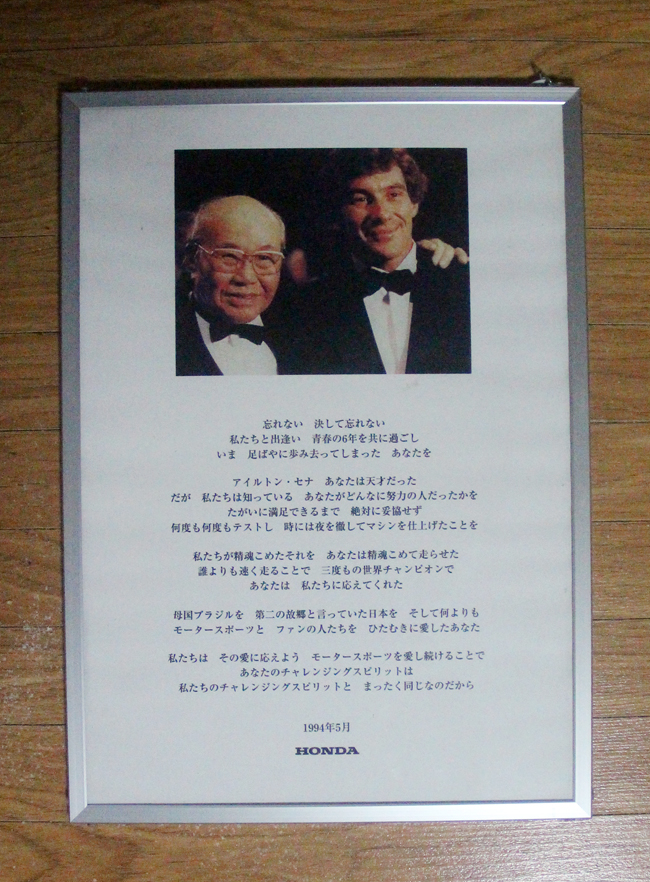 忘れない　決して忘れない
私たちと出逢い　青春の6年を共に過ごし
いま　足ばやに歩み去ってしまった　あなたを
アイルトン・セナ　あなたは天才だった
だが　私たちは知っている　あなたがどんなに努力の人だったかを
たがいに満足できるまで　絶対に妥協せず
何度も何度もテストし　時には夜を徹してマシンを仕上げたことを
私たちが精魂こめたそれを　あなたは精魂こめて走らせた
誰よりも速く走ることで　三度もの世界チャンピオンで
あなたは　私たちに応えてくれた
母国ブラジルを　第二の故郷と言っていた日本を　そして何よりも
モータースポーツと　ファンの人たちを　ひたむきに愛したあなた
私たちは　その愛に応えよう　モータースポーツを愛し続けることで
あなたのチャレンジングスピリットは
私たちのチャレンジングスピリットと　まったく同じなのだから
1994年5月
HONDA